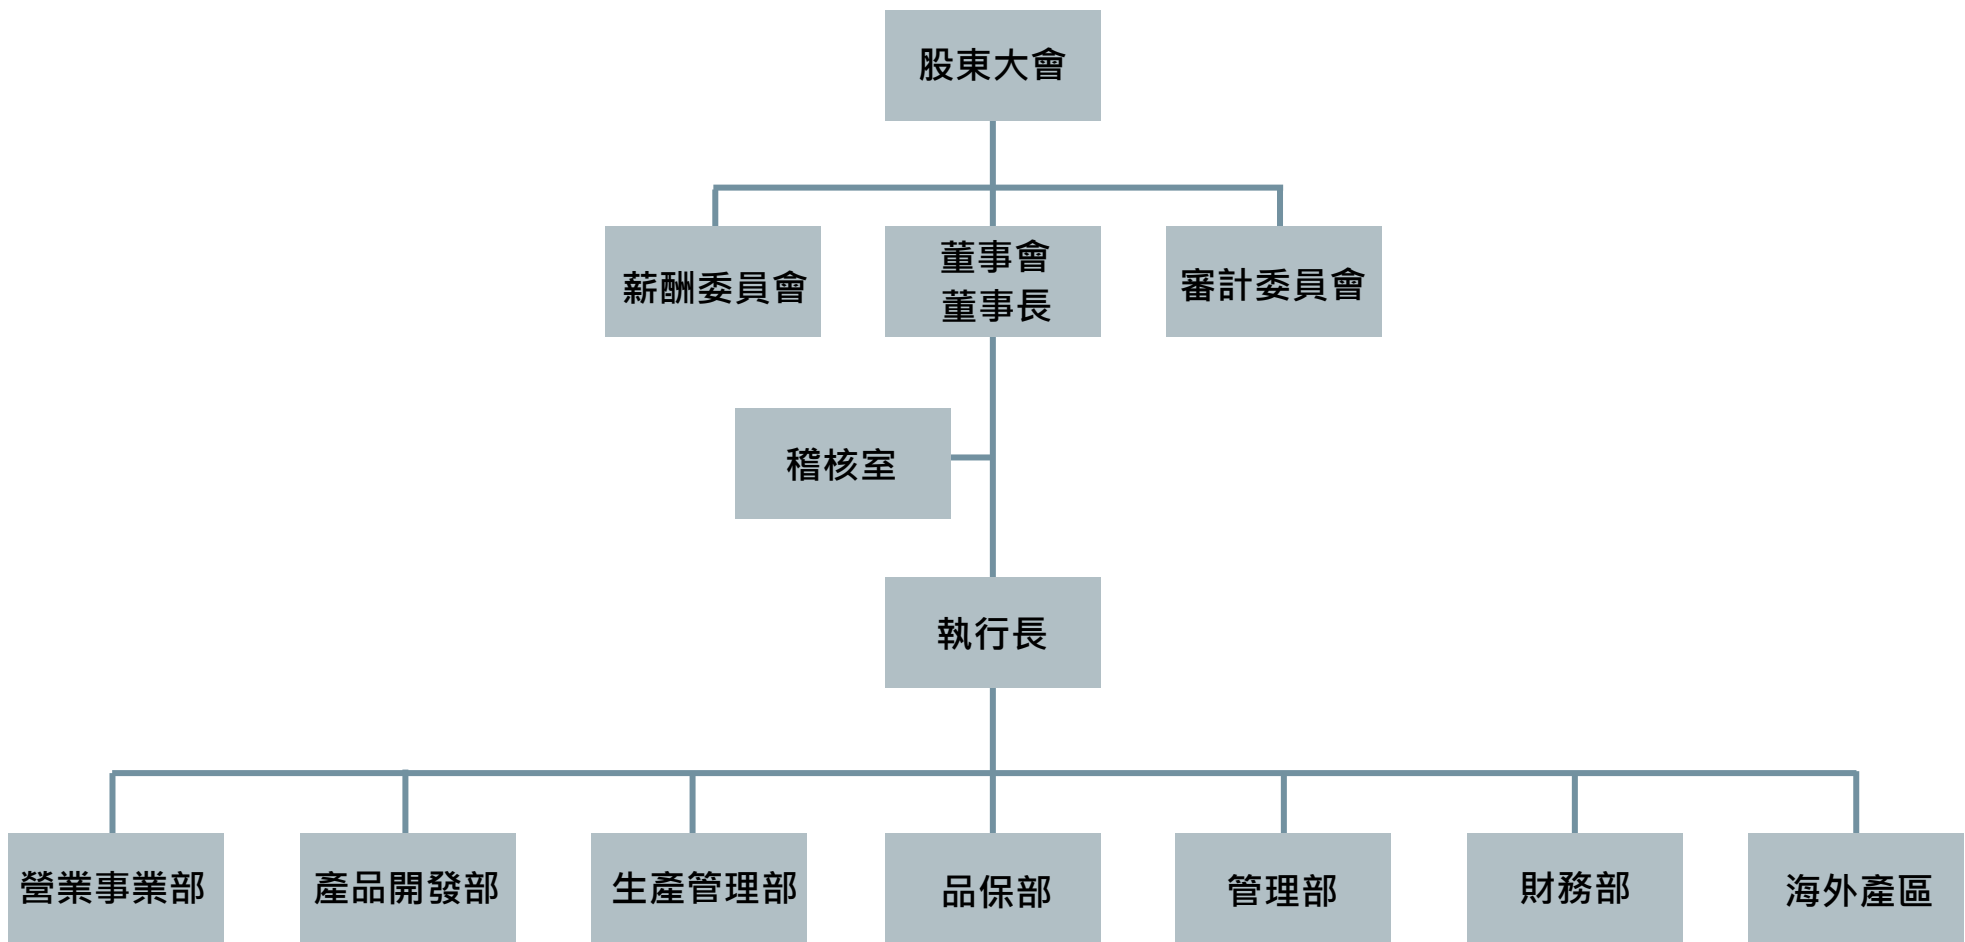 股東大會
薪酬委員會
董事會
董事長
審計委員會
稽核室
執行長
營業事業部
產品開發部
生產管理部
品保部
管理部
財務部
海外產區